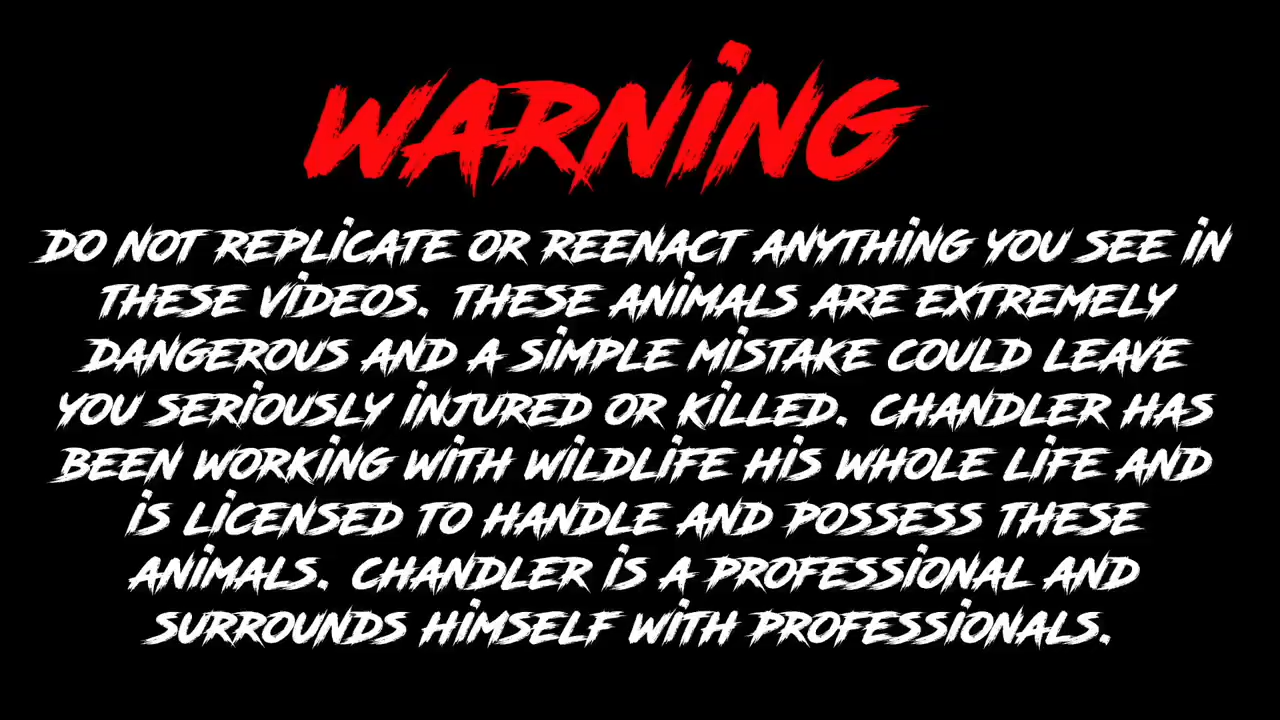 WARNING
DO NOT REPLICATE OR REENACT ANYTHING YOU SEE IN
THESE VIDEOS. THESE ANIMALS ARE EXTREMELY
DANGEROUS AND A SIMPLE MISTAKE COULD LEAVE
YOU SERIOUSLY INJURED OR KILLED. CHANDLER HAS
BEEN WORKING WITH WILDLIFE HIS WHOLE LIFE AND
IS LICENSED TO HANDLE AND POSSESS THESE
ANIMALS. CHANDLER IS A PROFESSIONAL AND
SURROUNDS HIMSELF WITH PROFESSIONALS.